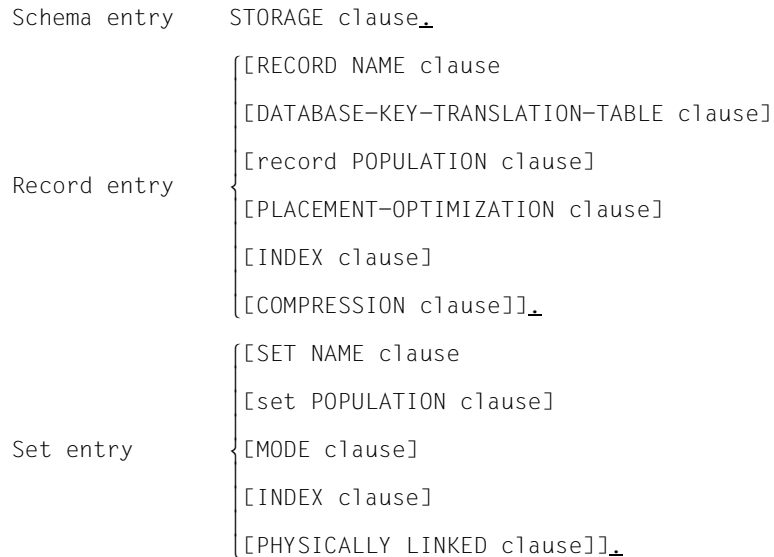 Schema entry STORAGE clause.
[RECORD NAME clause
[DATABASE-KEY-TRANSLATION-TABLE clause]
[record POPULATION clause]
Record entry
[PLACEMENT-OPTIMIZATION clause]
[INDEX clause]
[COMPRESSION clause]].
[SET NAME clause
[set POPULATION clause]
Set entry [MODE clause]
[INDEX clause]
[PHYSICALLY LINKED clause]].